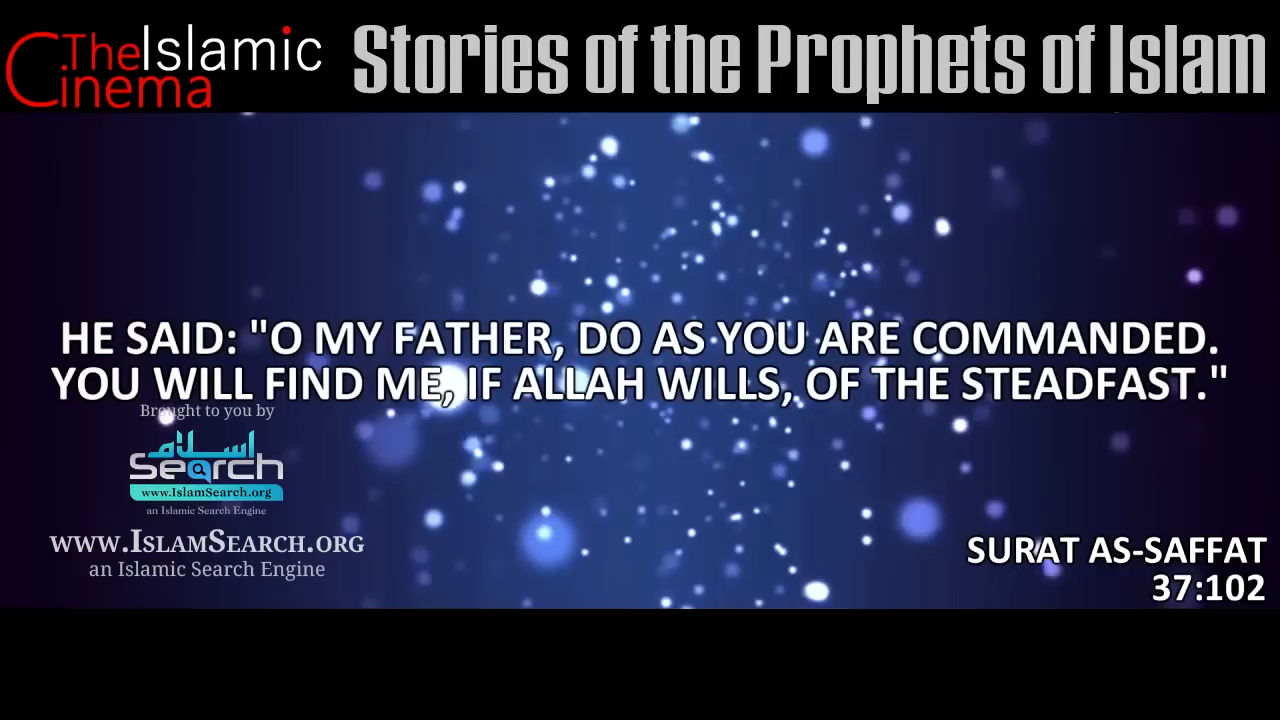 The Islamic
Cinema
Stories of the Prophets of Islam
HE SAID: "O MY FATHER, DO AS YOU ARE COMMANDED.
YOU WILL FIND ME, IF ALLAH WILLS, OF THE STEADFAST."
Brought to you by
اسلام
Search
www.IslamSearch.org
an Islamic Search Engine
www.IslamSearch.org
an Islamic Search Engine
SURAT AS-SAFFAT
37:102